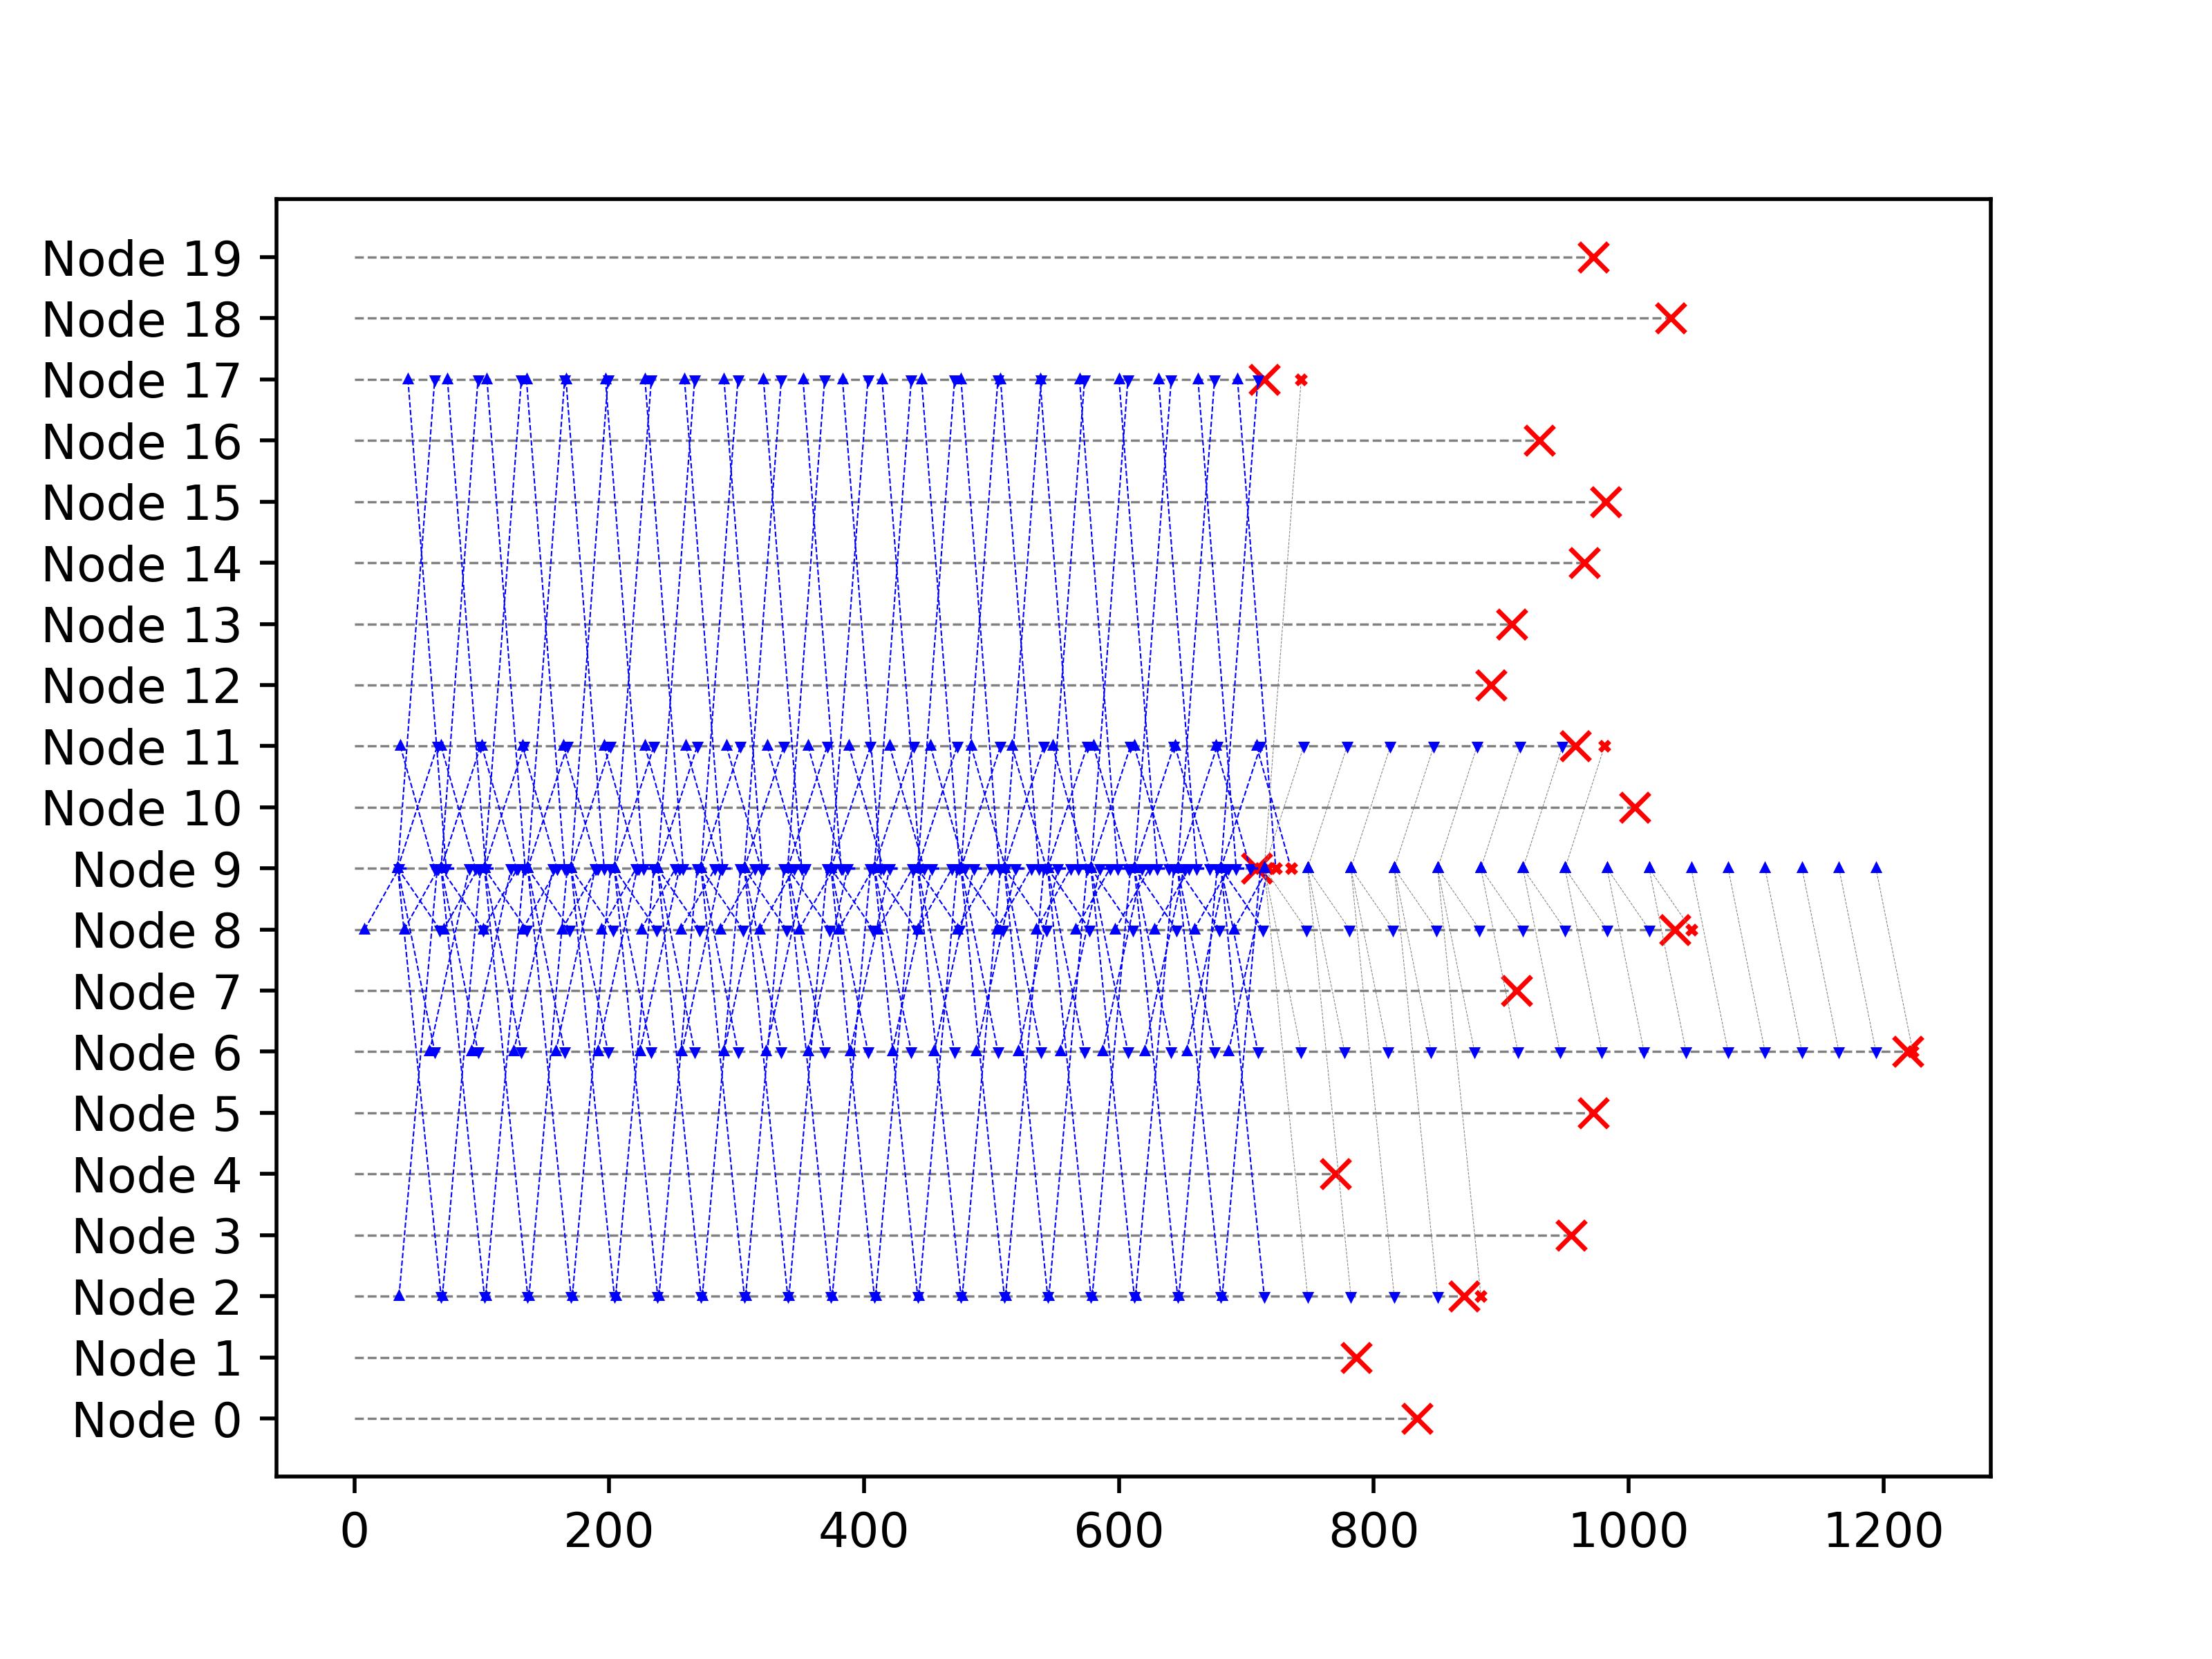 Node 19
Node 18
Node 17
Node 16
Node 15
Node 14
Node 13
Node 12
Node 11
Node 10
Node 9
Node 8
Node 7
Node 6
Node 5
Node 4
Node 3
Node 2
Node 1
Node 0
0 200 400 600 800 1000 1200